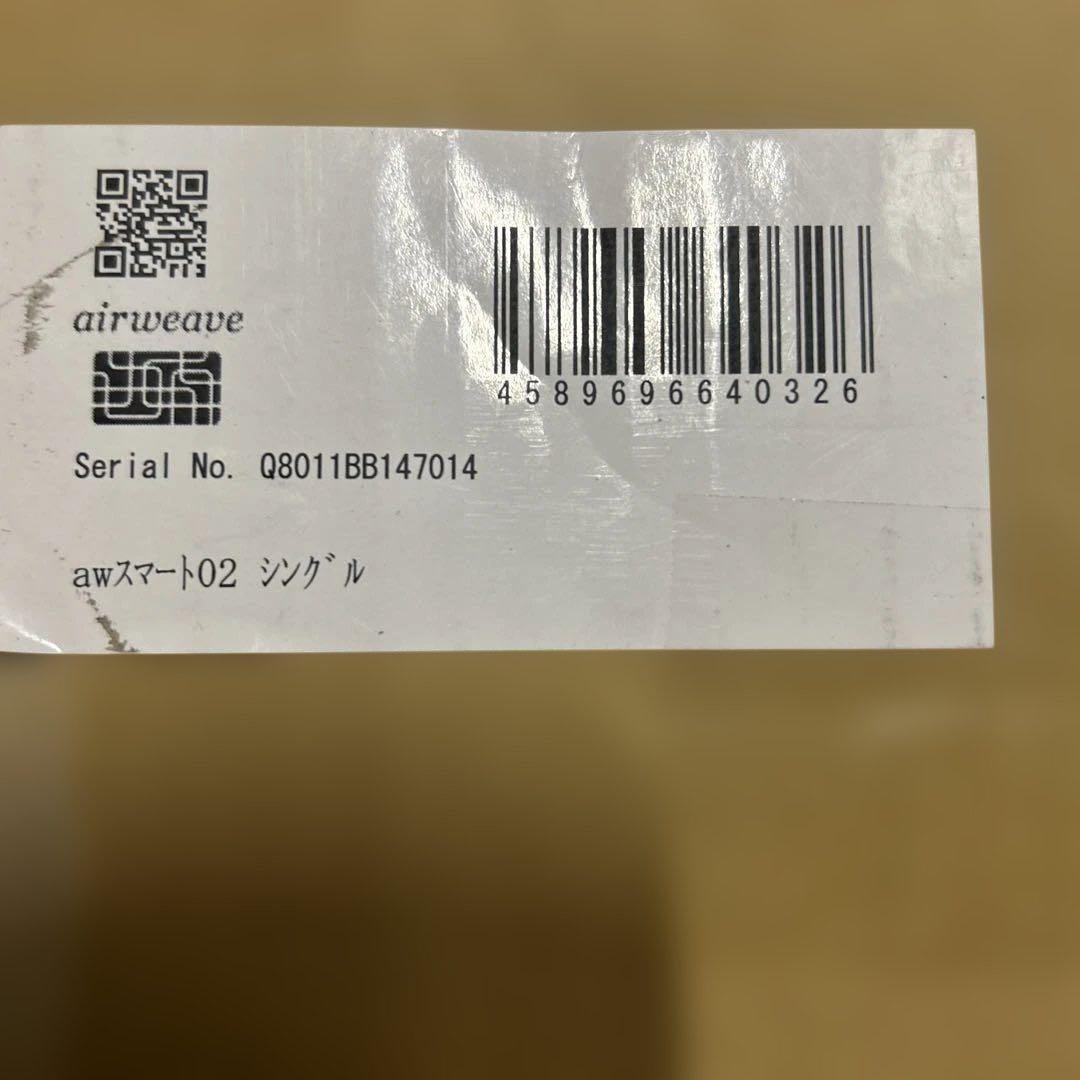 airweave
4589696640326
Serial No. Q8011BB147014
awｽﾏｰﾄ02 ｼﾝｸﾞﾙ